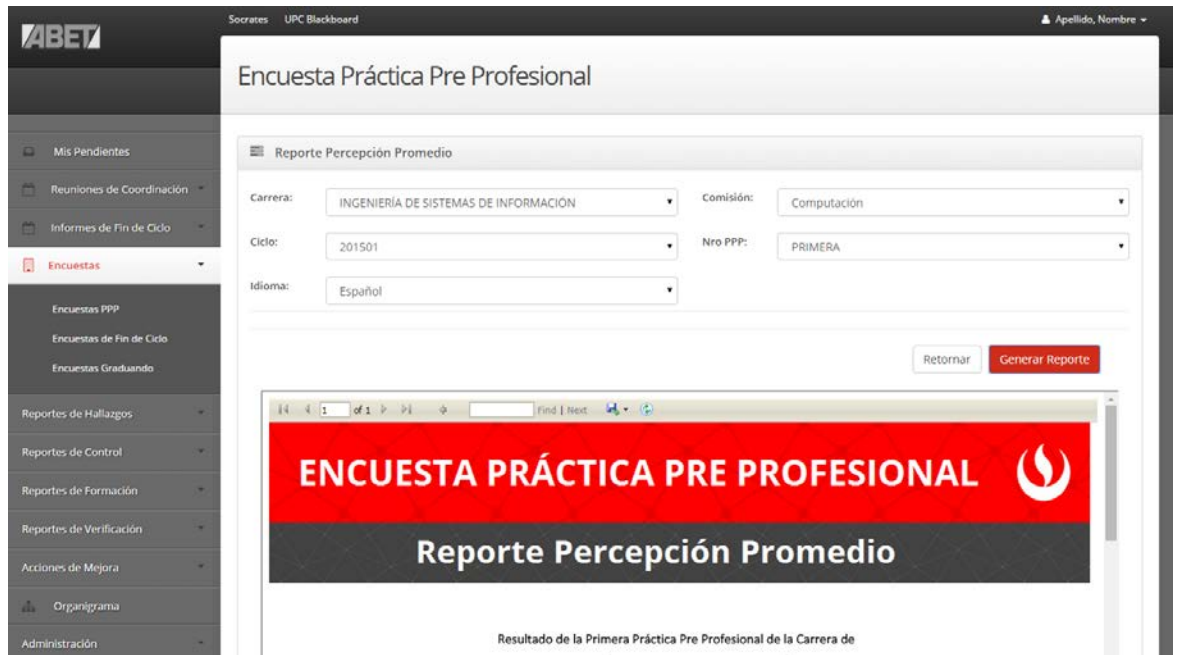 ABET
Socrates UPC Blackboard
Apellido, Nombre
Encuesta Práctica Pre Profesional
Mis Pendientes
Reuniones de Coordinación
Informes de Fin de Ciclo
Encuestas
Encuestas PPP
Encuestas de Fin de Ciclo
Encuestas Graduando
Reportes de Hallazgos
Reportes de Control
Reportes de Formación
Reportes de Verificación
Acciones de Mejora
Organigrama
Administración
Reporte Percepción Promedio
Carrera: INGENIERÍA DE SISTEMAS DE INFORMACIÓN Comisión: Computación
Ciclo: 201501 Nro PPP: PRIMERA
Idioma: Español
Retornar Generar Reporte
1 of 1 Find | Next
ENCUESTA PRÁCTICA PRE PROFESIONAL
Reporte Percepción Promedio
Resultado de la Primera Práctica Pre Profesional de la Carrera de